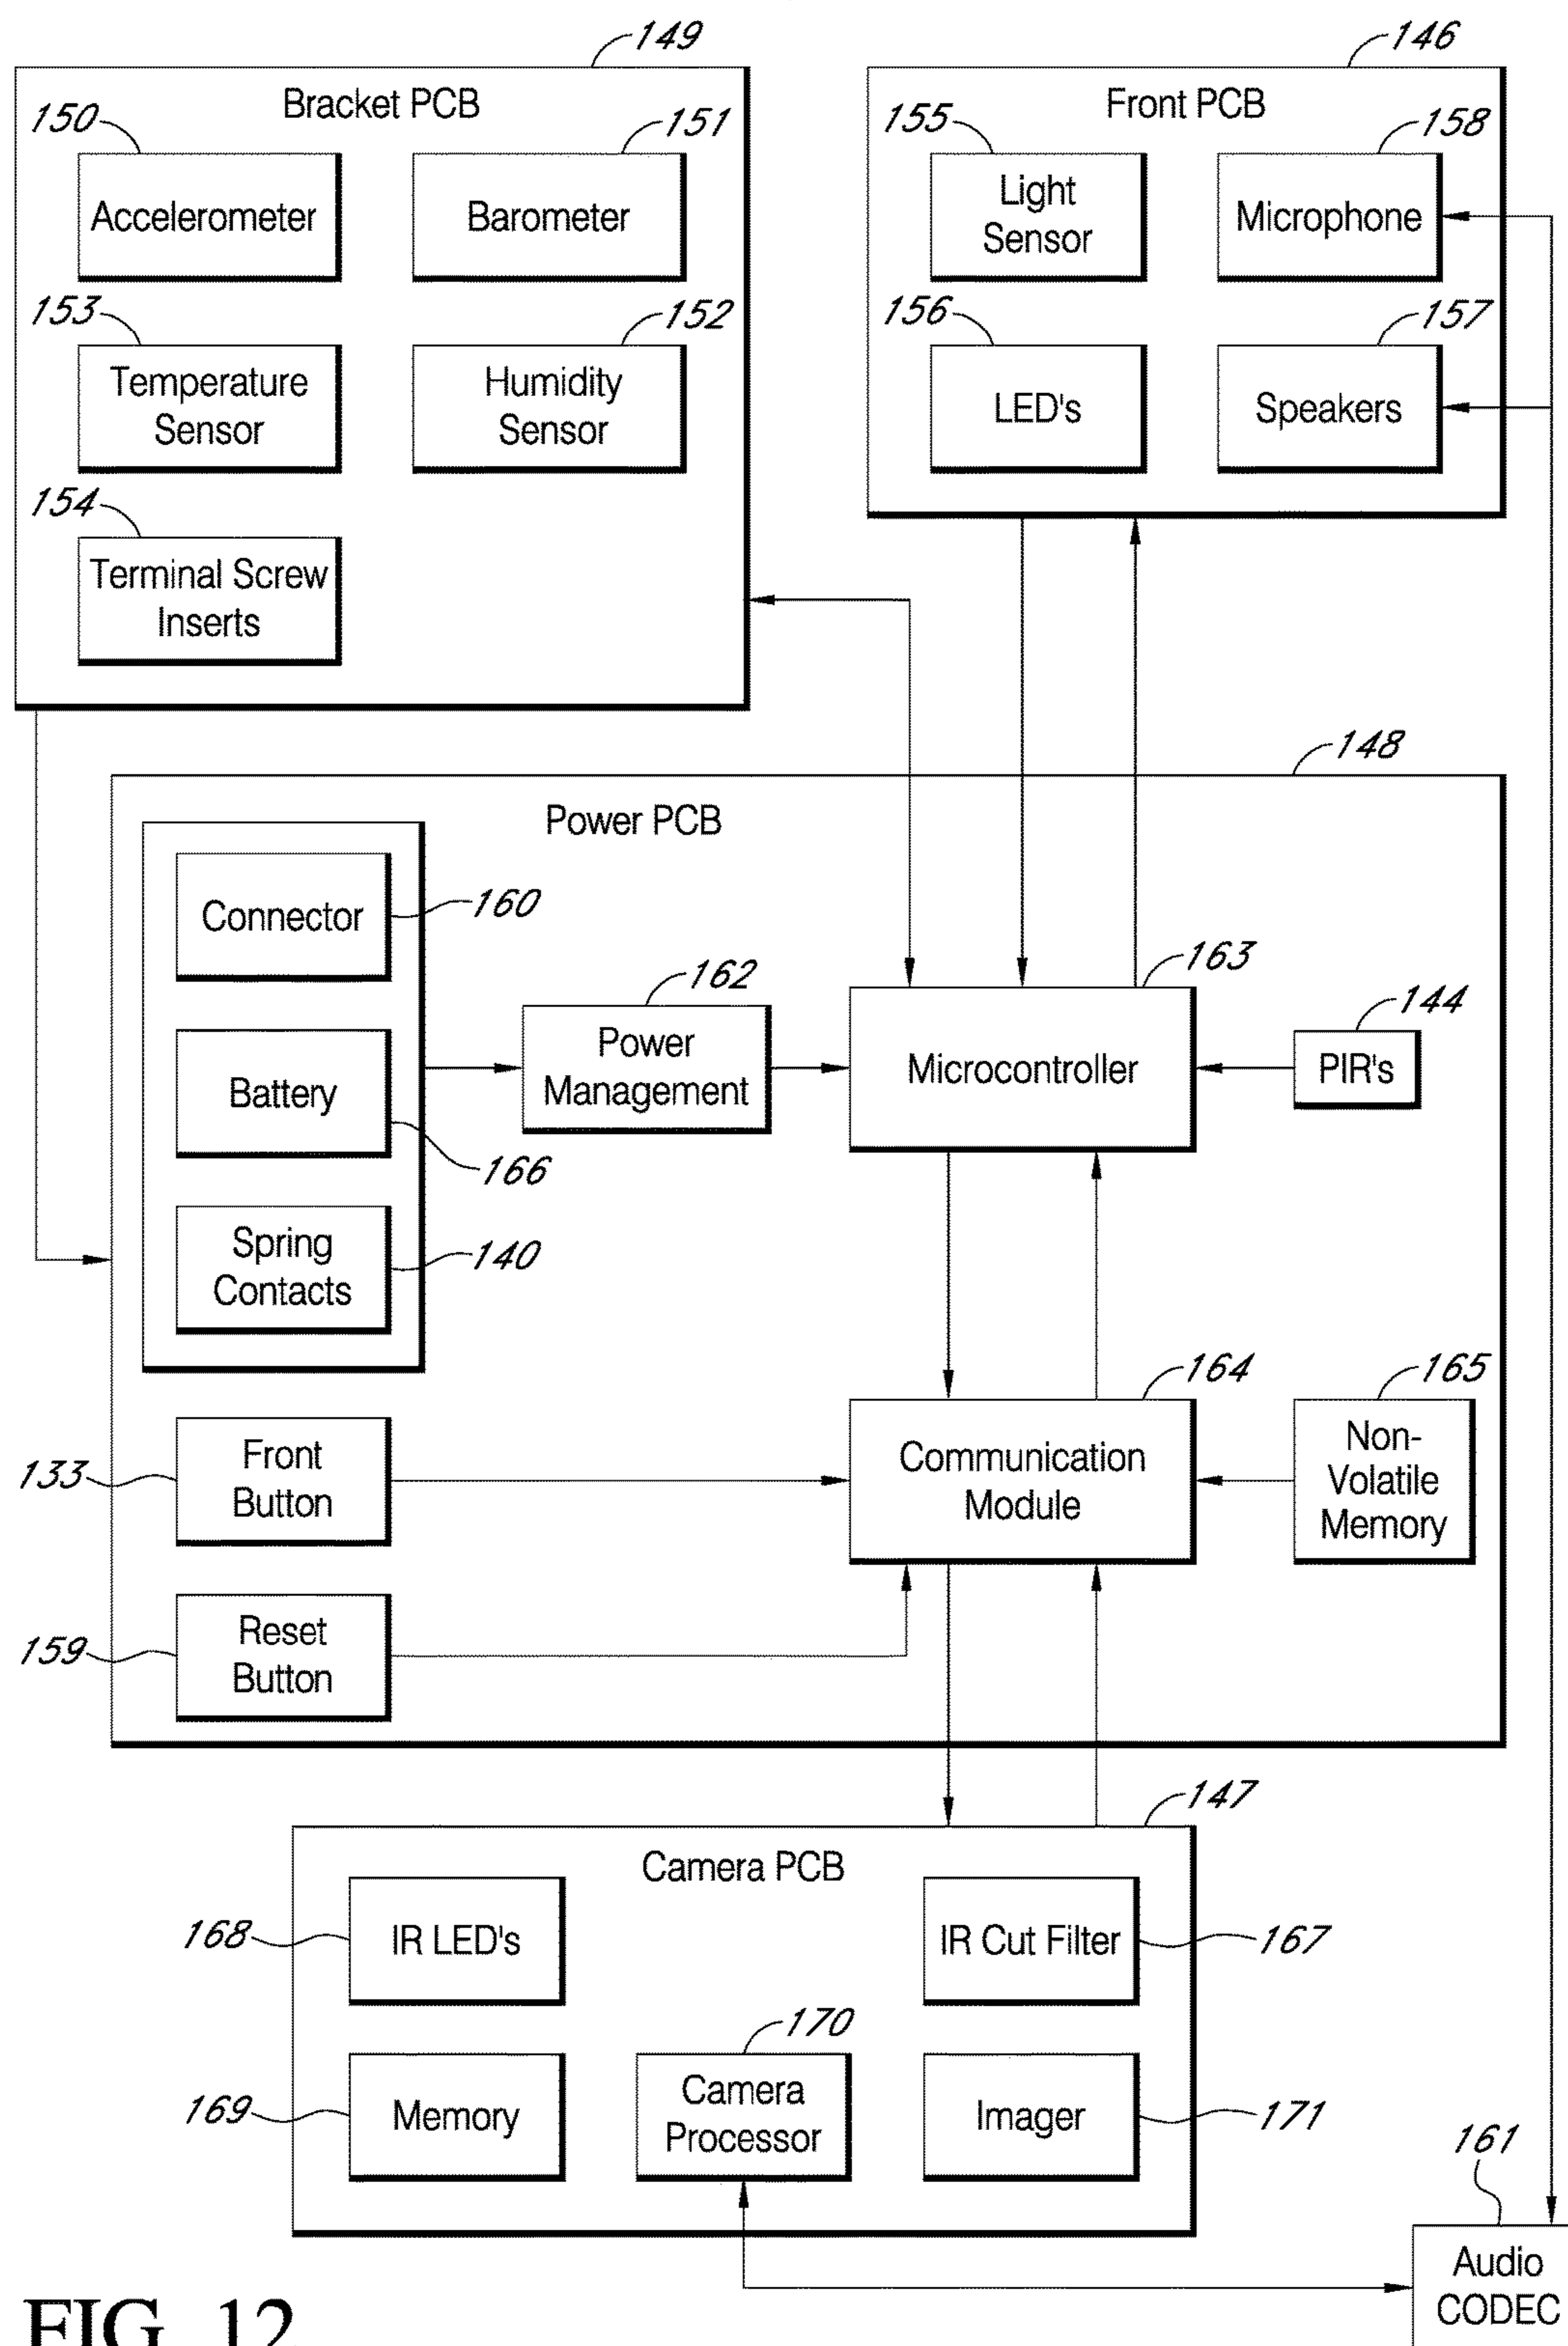 149
Bracket PCB
150
Accelerometer
151
Barometer
153
Temperature
Sensor
152
Humidity
Sensor
154
Terminal Screw
Inserts
146
Front PCB
155
Light
Sensor
158
Microphone
156
LED's
157
Speakers
148
Power PCB
Connector
160
Battery
166
Spring
Contacts
140
162
Power
Management
163
Microcontroller
144
PIR's
133
Front
Button
164
Communication
Module
165
Non-
Volatile
Memory
159
Reset
Button
147
Camera PCB
168
IR LED's
IR Cut Filter
167
169
Memory
170
Camera
Processor
Imager
171
161
Audio
CODEC
FIG. 12